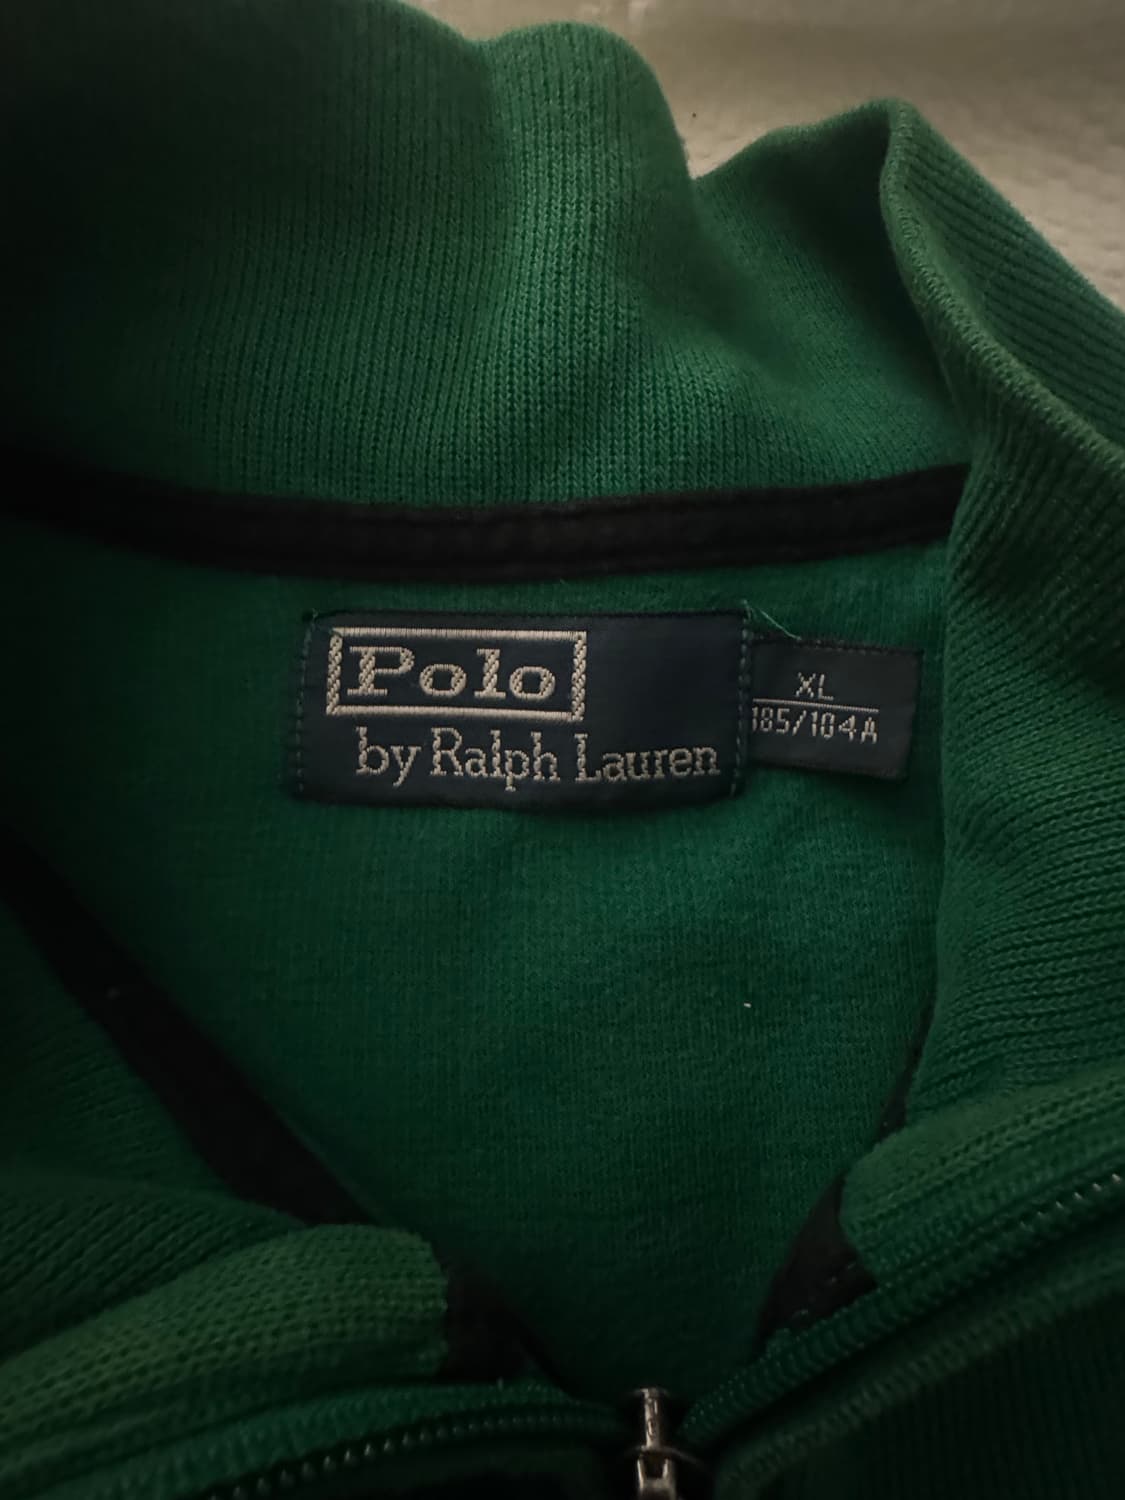 Polo
by Ralph Lauren
XL
185/104A